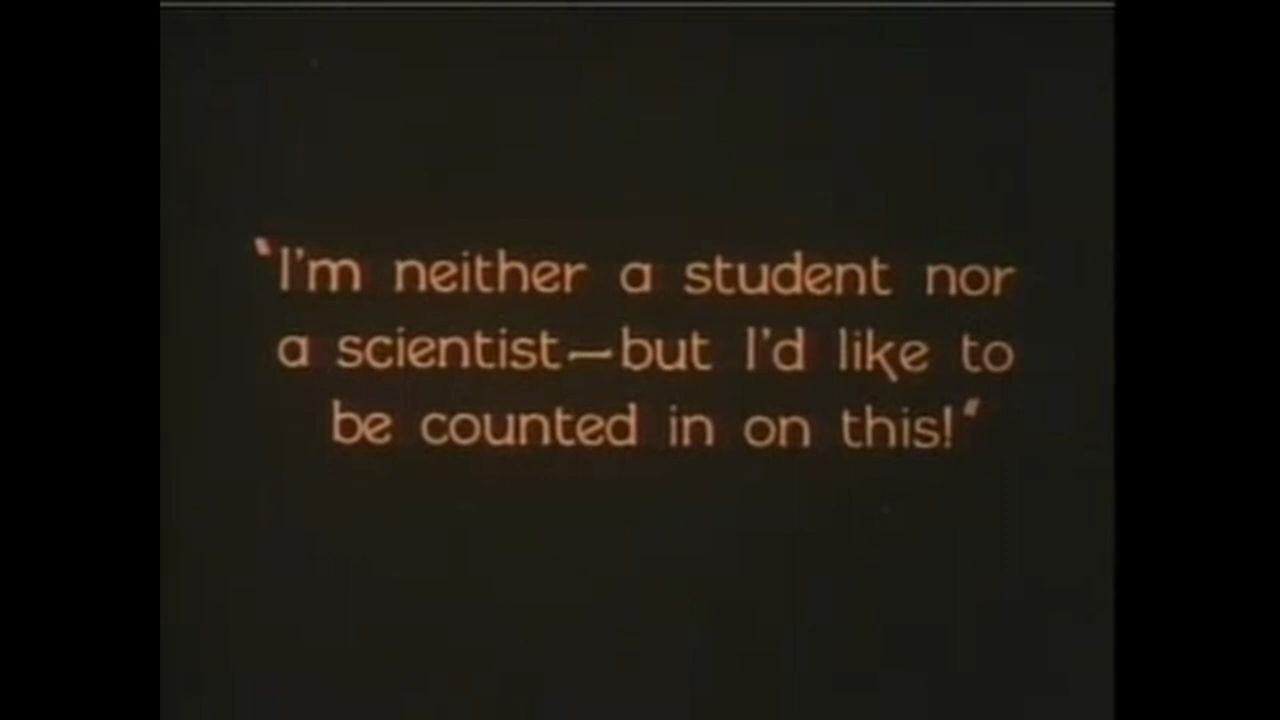 "I'm neither a student nor
a scientist—but I'd like to
be counted in on this!"